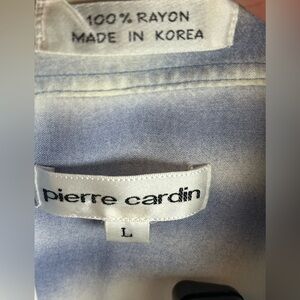 100% RAYON
MADE IN KOREA
pierre cardin
L